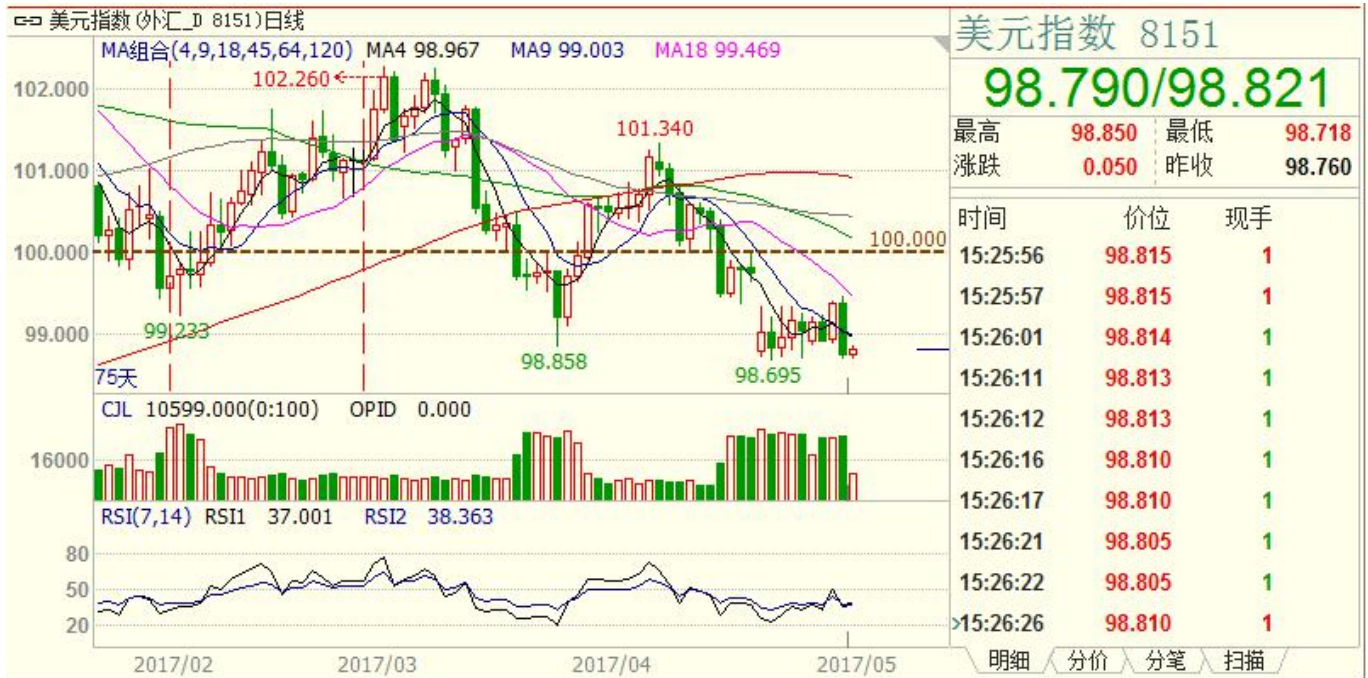 美元指数(外汇_D 8151)日线
MA组合(4,9,18,45,64,120) MA4 98.967 MA9 99.003 MA18 99.469
102.000
101.000
100.000
99.000
102.260
101.340
100.000
99.233
98.858
98.695
75天
CJL 10599.000(0:100) OPID 0.000
16000
RSI(7,14) RSI1 37.001 RSI2 38.363
80
50
20
2017/02 2017/03 2017/04 2017/05
美元指数 8151
98.790/98.821
最高 98.850 最低 98.718
涨跌 0.050 昨收 98.760
时间 价位 现手
15:25:56 98.815 1
15:25:57 98.815 1
15:26:01 98.814 1
15:26:11 98.813 1
15:26:12 98.813 1
15:26:16 98.810 1
15:26:17 98.810 1
15:26:21 98.805 1
15:26:22 98.805 1
>15:26:26 98.810 1
明细 分价 分笔 扫描